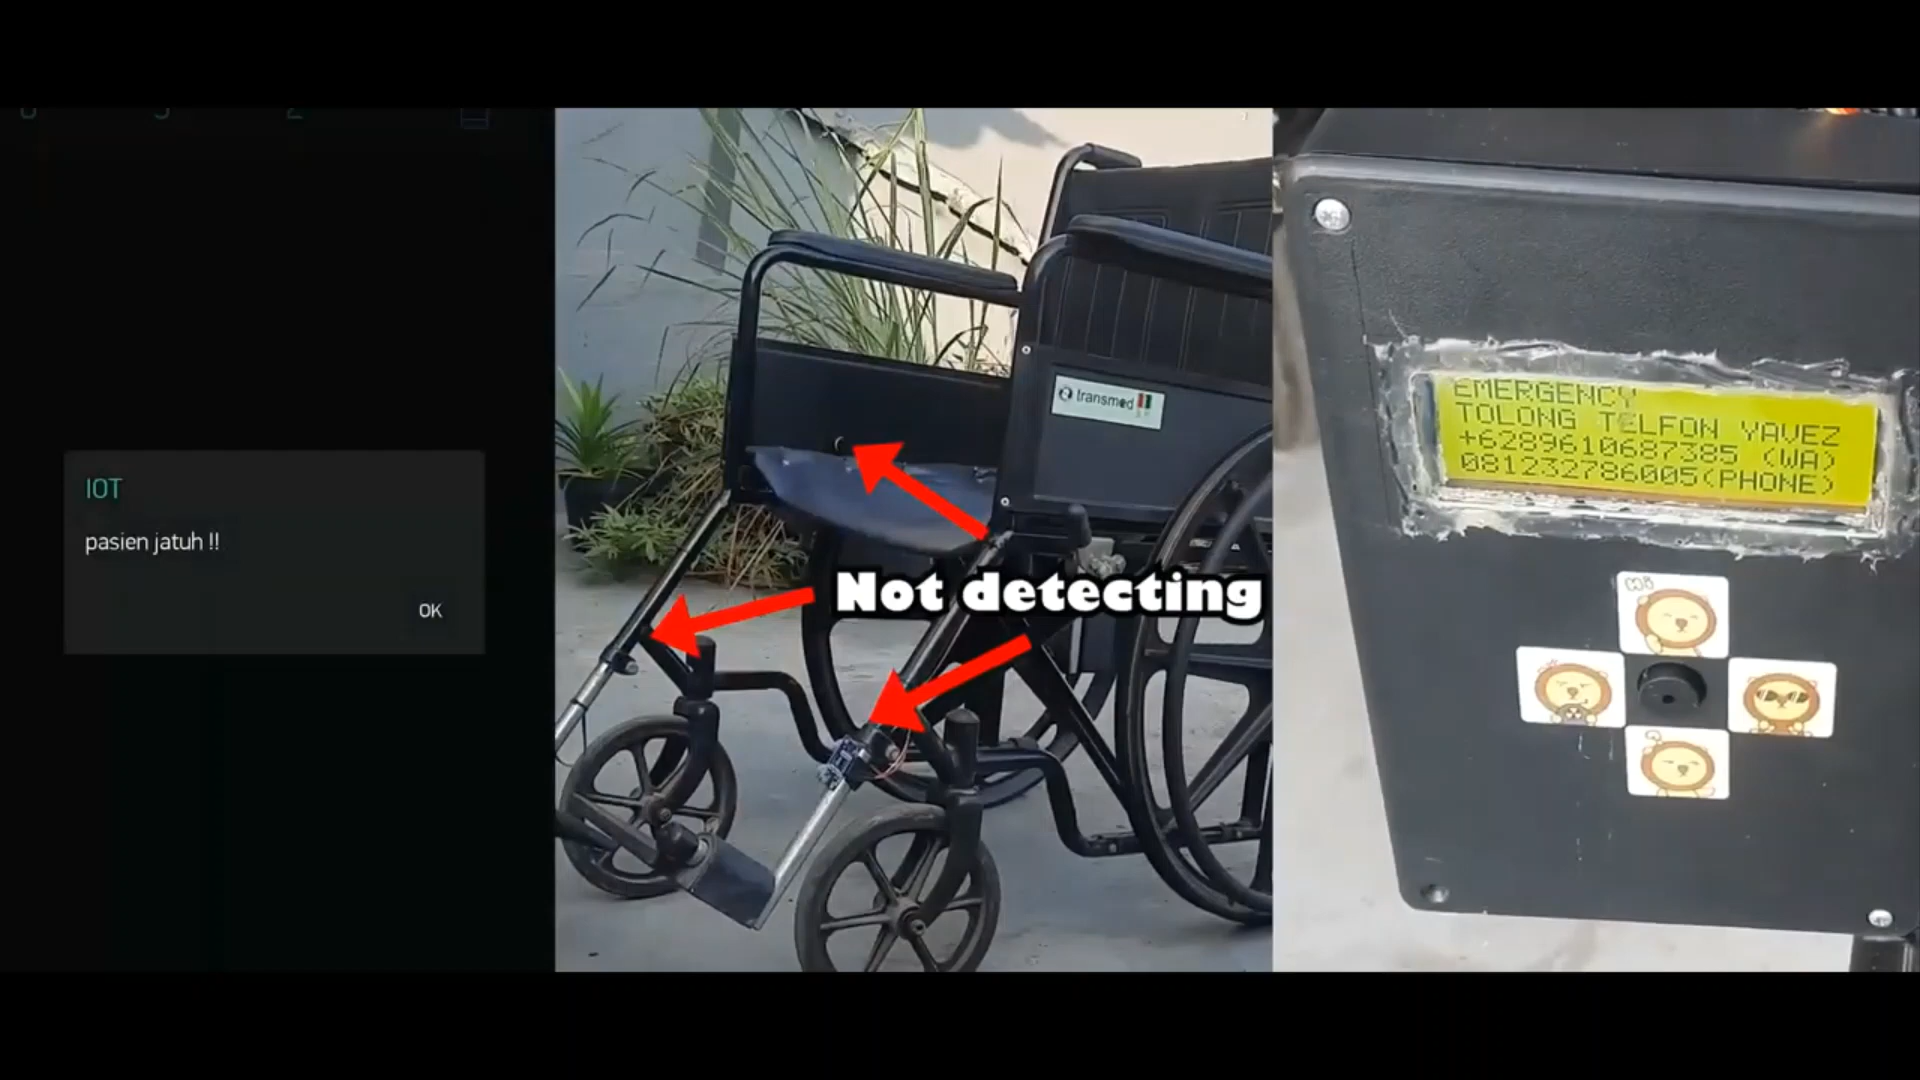 IOT
pasien jatuh !!
OK
transmed
Not detecting
EMERGENCY
TOLONG TELFON YAVEZ
+6289610687385 (WA)
081232786005(PHONE)